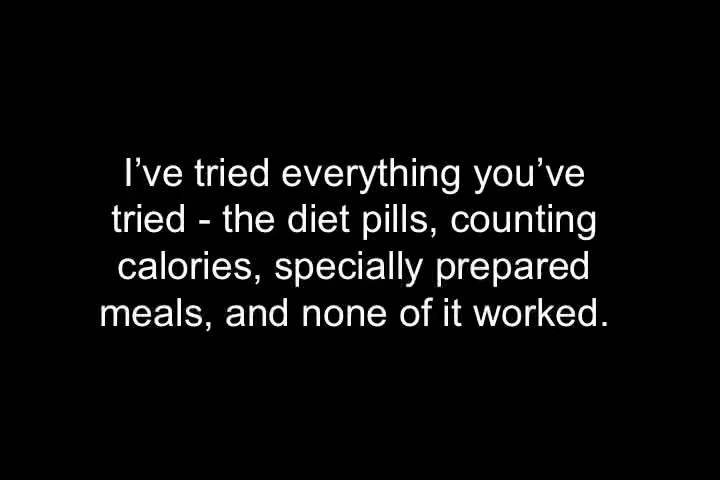 I’ve tried everything you’ve
tried - the diet pills, counting
calories, specially prepared
meals, and none of it worked.